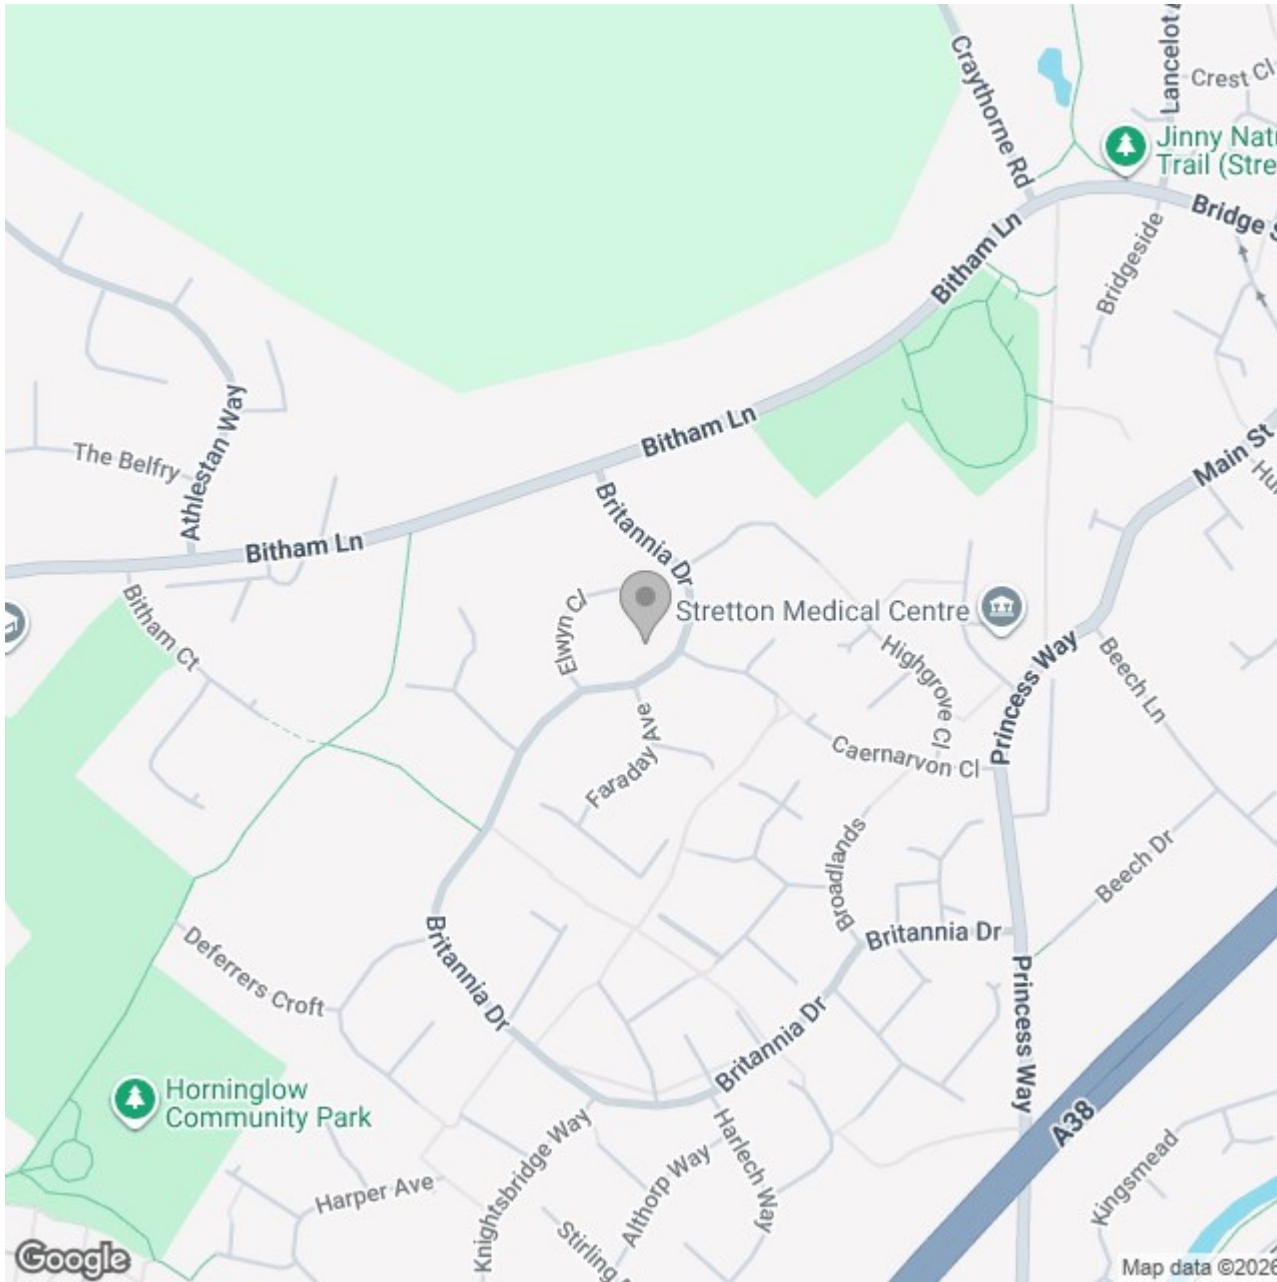 Craythorne Rd
Lancelot
Crest Cl
Jinny Natu
Trail (Stre
Bridge S
Bitham Ln
Bridgeside
Athlestan Way
The Belfry
Bitham Ln
Main St
Britannia Dr
Bitham Ln
Bitham Ct
Elwyn Cl
Stretton Medical Centre
Highgrove Cl
Princess Way
Beech Ln
Faraday Ave
Caernarvon Cl
Broadlands
Beech Dr
Britannia Dr
Britannia Dr
Deferrers Croft
Princess Way
Britannia Dr
Horninglow
Community Park
A38
Knightsbridge Way
Harlech Way
Althorp Way
Harper Ave
Kingsmead
Stirling
Google
Map data ©2026